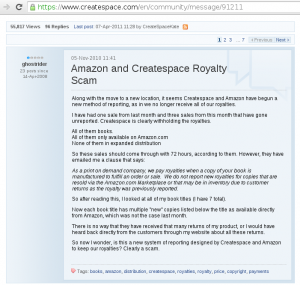 https://www.createspace.com/en/community/message/91211
55,817 Views 96 Replies Last post: 07-Apr-2011 11:28 by CreateSpaceKate
1 2 3 ... 7 < Previous Next >
ghostrider
23 posts since
14-Apr-2008
05-Nov-2010 11:41
Amazon and Createspace Royalty
Scam
Along with the move to a new location, it seems Createspace and Amazon have begun a
new method of reporting, as in we no longer receive all of our royalties.
I have had one sale from last month and three sales from this month that have gone
unreported. Createspace is clearly withholding the royalties.
All of them books
All of them only available on Amazon.com
None of them in expanded distribution
So these sales should come through with 72 hours, according to them. However, they have
emailed me a clause that says:
As a print on demand company, we pay royalties when a copy of your book is
manufactured to fulfill an order or sale. We do not report new royalties for copies that are
resold via the Amazon.com Marketplace or that may be in inventory due to customer
returns as the royalty was previously reported.
So after reading this, I looked at all of my book titles (I have 7 total).
Now each book title has multiple "new" copies listed below the title as available directly
from Amazon, which was not the case last month
There is no way that they have received that many returns of my product, or I would have
heard back directly from the customers through my website about all these returns.
So now I wonder, is this a new system of reporting designed by Createspace and Amazon
to keep our royalties? Clearly a scam.
Tags: books, amazon, distribution, createspace, royalties, royalty, price, copyright, payments